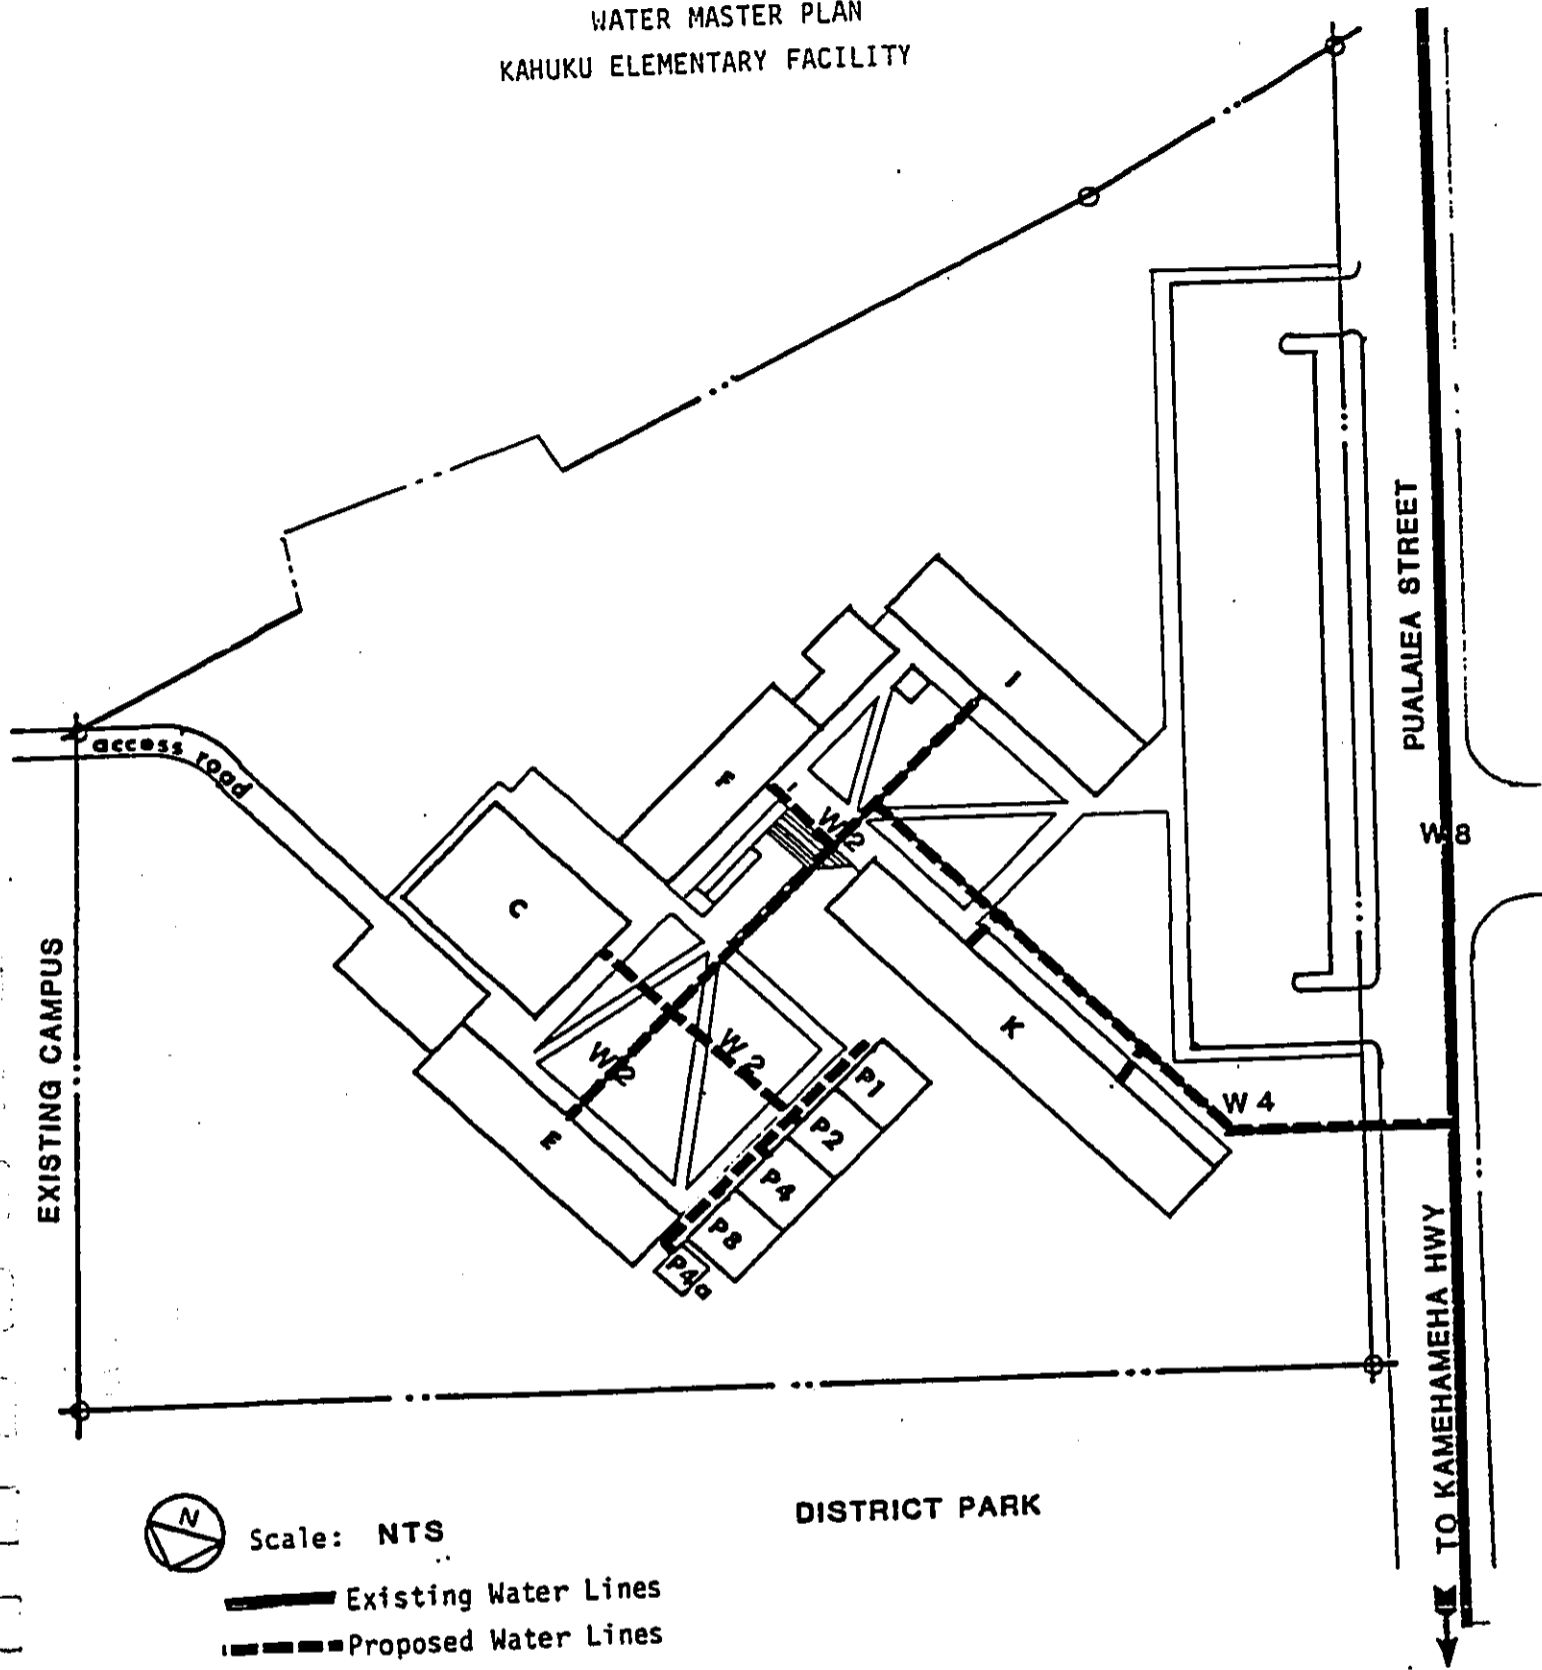 WATER MASTER PLAN
KAHUKU ELEMENTARY FACILITY
PUALALEA STREET
access road
J
F
W 2
W 8
C
EXISTING CAMPUS
K
W 2
W 2
P1
W 4
E
P2
P4
P8
P4a
TO KAMEHAMEHA HWY
DISTRICT PARK
N
Scale: NTS
Existing Water Lines
Proposed Water Lines